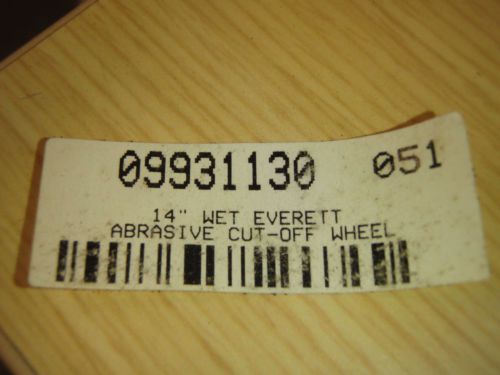 09931130 051
14" WET EVERETT
ABRASIVE CUT-OFF WHEEL